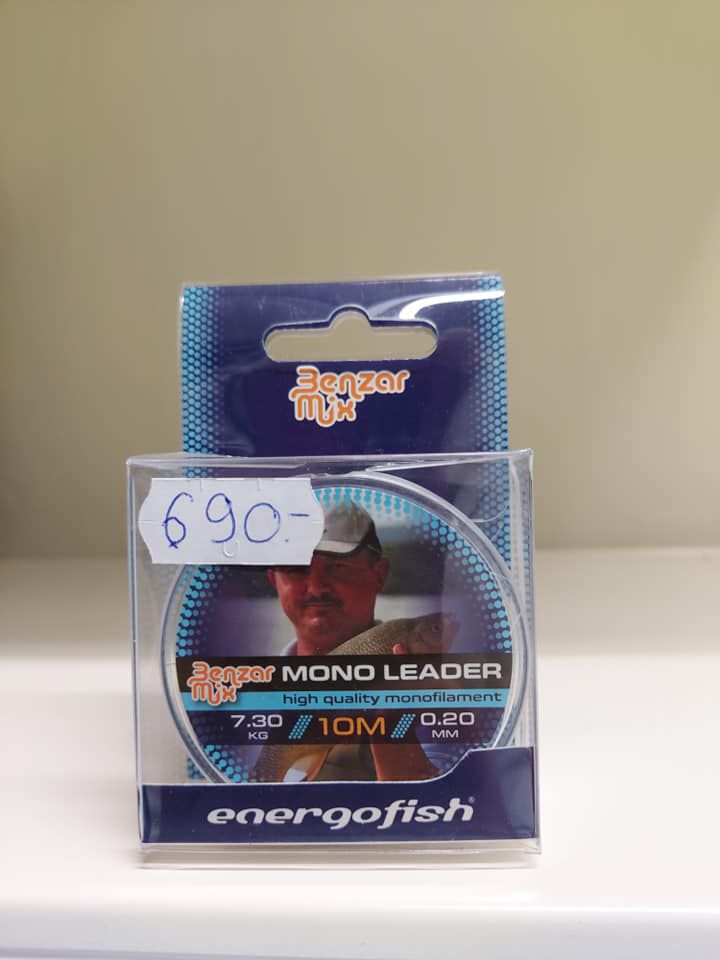 Benzar
Mix
690.-
Benzar
Mix
MONO LEADER
high quality monofilament
7.30
KG
10M
0.20
MM
energofish®